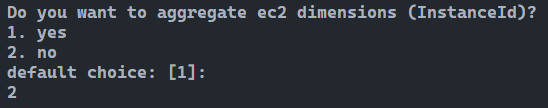 Do you want to aggregate ec2 dimensions (InstanceId)?
1. yes
2. no
default choice: [1]:
2